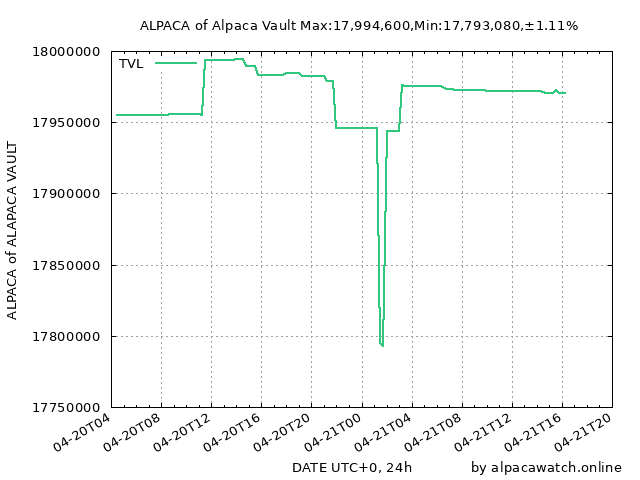 ALPACA of Alpaca Vault Max:17,994,600,Min:17,793,080,±1.11%
TVL
18000000
17950000
17900000
17850000
17800000
17750000
ALPACA of ALAPACA VAULT
04-20T04
04-20T08
04-20T12
04-20T16
04-20T20
04-21T00
04-21T04
04-21T08
04-21T12
04-21T16
04-21T20
DATE UTC+0, 24h
by alpacawatch.online